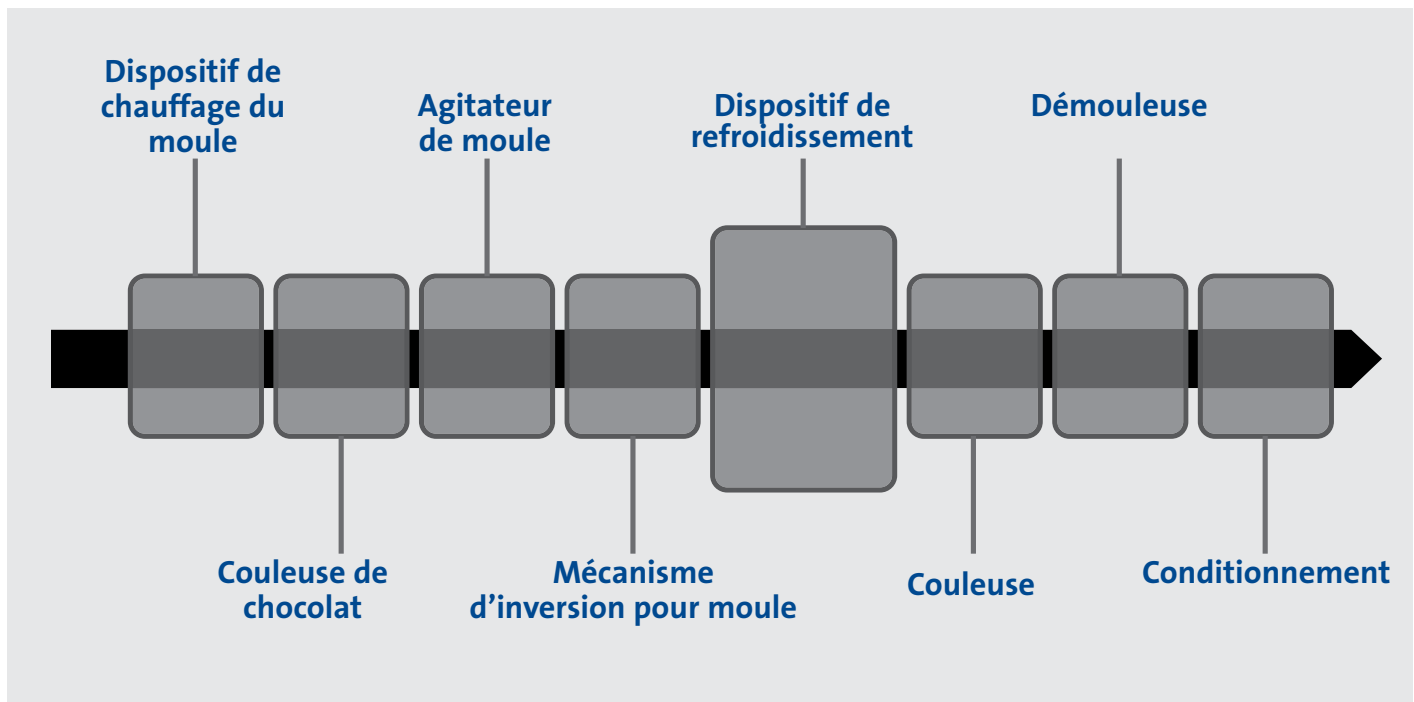 Dispositif de
chauffage du
moule
Agitateur
de moule
Dispositif de
refroidissement
Démouleuse
Couleuse de
chocolat
Mécanisme
d'inversion pour moule
Couleuse
Conditionnement